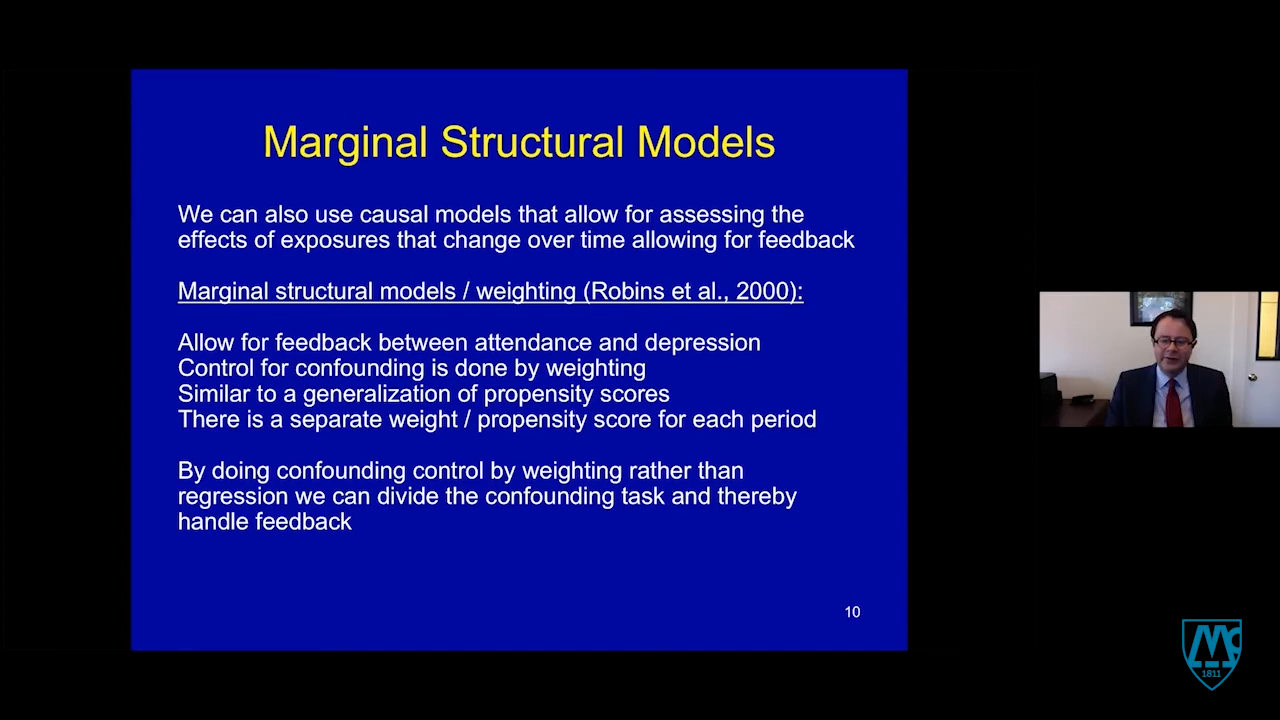 Marginal Structural Models
We can also use causal models that allow for assessing the
effects of exposures that change over time allowing for feedback
Marginal structural models / weighting (Robins et al., 2000):
Allow for feedback between attendance and depression
Control for confounding is done by weighting
Similar to a generalization of propensity scores
There is a separate weight / propensity score for each period
By doing confounding control by weighting rather than
regression we can divide the confounding task and thereby
handle feedback
10
1811